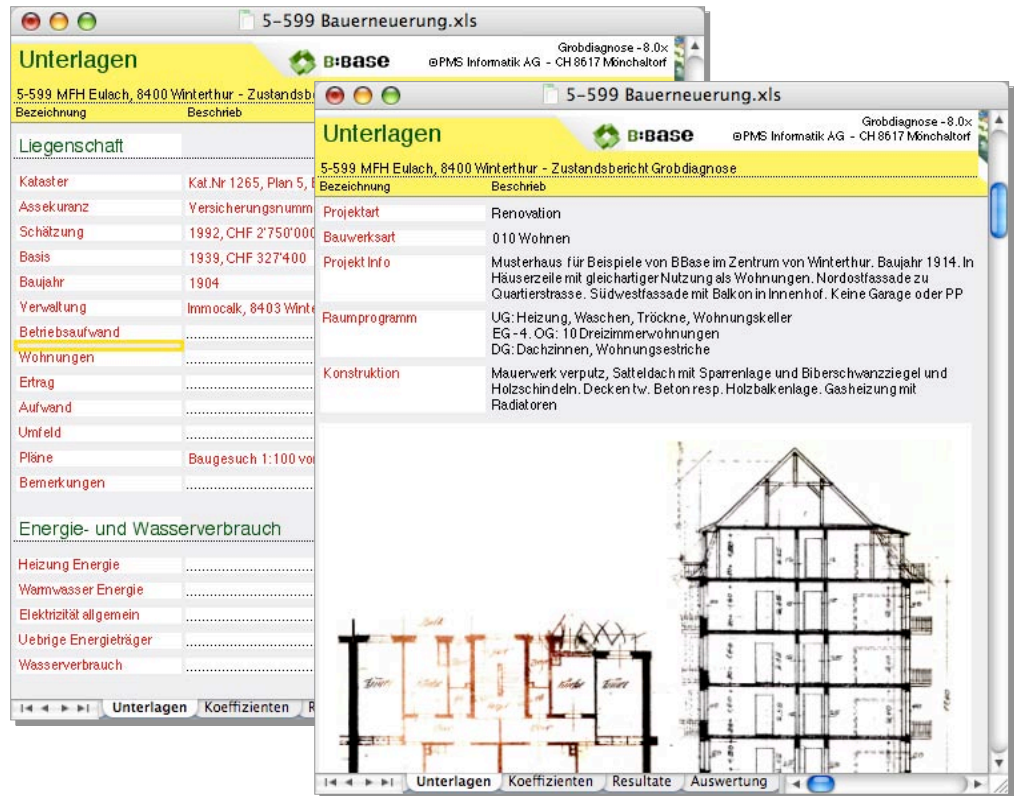 5-599 Bauerneuerung.xls
Unterlagen
B:Base
Grobdiagnose - 8.0x
©PMS Informatik AG - CH 8617 Mönchaltorf
5-599 MFH Eulach, 8400 Winterthur - Zustandsb
Bezeichnung Beschrieb
Liegenschaft
Kataster Kat.Nr 1265, Plan 5,
Assekuranz Versicherungsnumm
Schätzung 1992, CHF 2'750'000
Basis 1939, CHF 327'400
Baujahr 1904
Verwaltung Immocalk, 8403 Winte
Betriebsaufwand
Wohnungen
Ertrag
Aufwand
Umfeld
Pläne Baugesuch 1:100 vo
Bemerkungen
Energie- und Wasserverbrauch
Heizung Energie
Warmwasser Energie
Elektrizität allgemein
Uebrige Energieträger
Wasserverbrauch
Unterlagen Koeffizienten R
5-599 Bauerneuerung.xls
Unterlagen
B:Base
Grobdiagnose - 8.0x
©PMS Informatik AG - CH 8617 Mönchaltorf
5-599 MFH Eulach, 8400 Winterthur - Zustandsbericht Grobdiagnose
Bezeichnung Beschrieb
Projektart Renovation
Bauwerksart 010 Wohnen
Projekt Info Musterhaus für Beispiele von BBase im Zentrum von Winterthur. Baujahr 1914. In
Häuserzeile mit gleichartiger Nutzung als Wohnungen. Nordostfassade zu
Quartierstrasse. Südwestfassade mit Balkon in Innenhof. Keine Garage oder PP
Raumprogramm UG: Heizung, Waschen, Tröckne, Wohnungskeller
EG - 4. OG: 10 Dreizimmerwohnungen
DG: Dachzinnen, Wohnungsestriche
Konstruktion Mauerwerk verputz, Satteldach mit Sparrenlage und Biberschwanzziegel und
Holzschindeln. Decken tw. Beton resp. Holzbalkenlage. Gasheizung mit
Radiatoren
Unterlagen Koeffizienten Resultate Auswertung